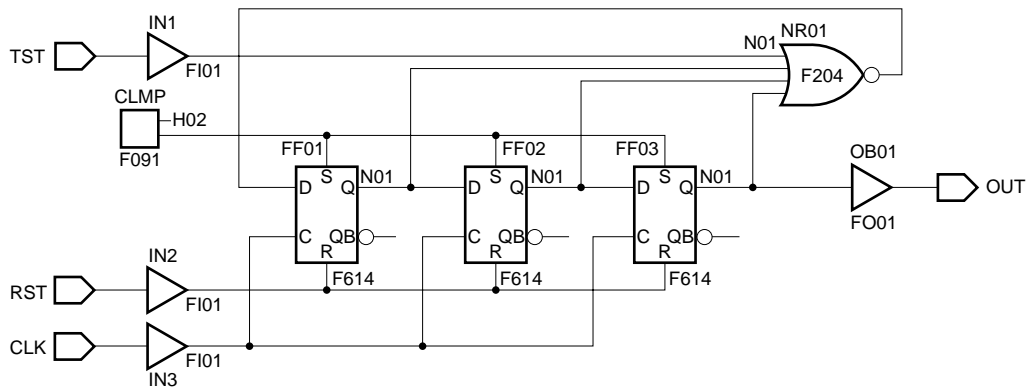 IN1
NR01
TST
N01
FI01
F204
CLMP
H02
F091
FF01
FF02
FF03
OB01
S
S
S
D
Q
N01
D
Q
N01
D
Q
N01
OUT
C
QB
C
QB
C
QB
FO01
R
R
R
IN2
F614
F614
F614
RST
FI01
CLK
FI01
IN3